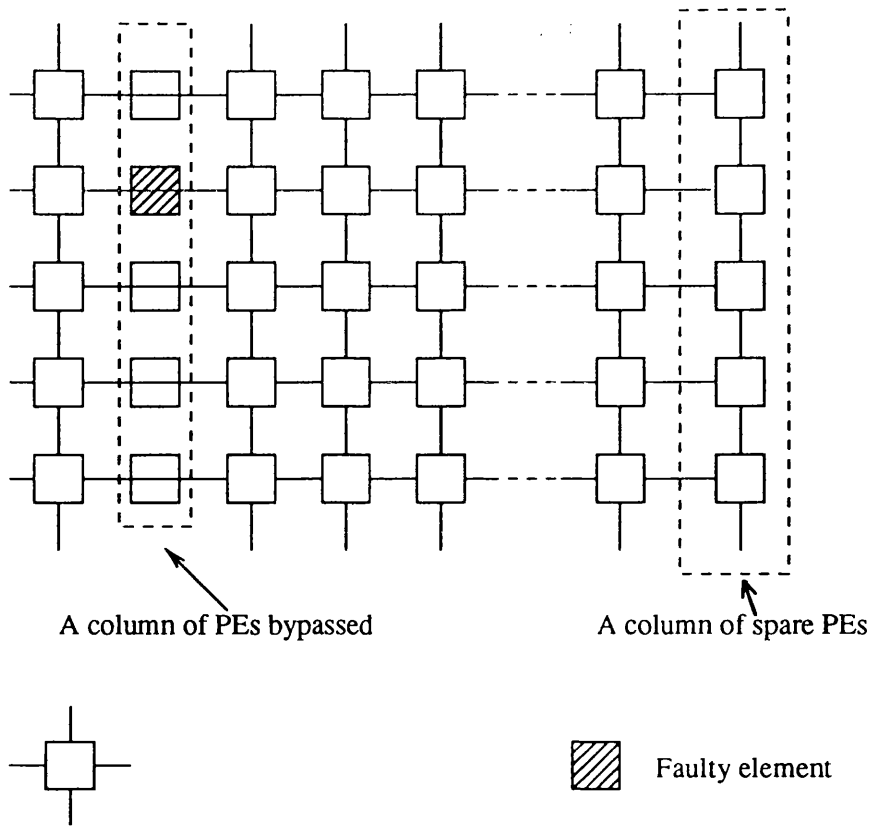 A column of PEs bypassed
A column of spare PEs
Faulty element